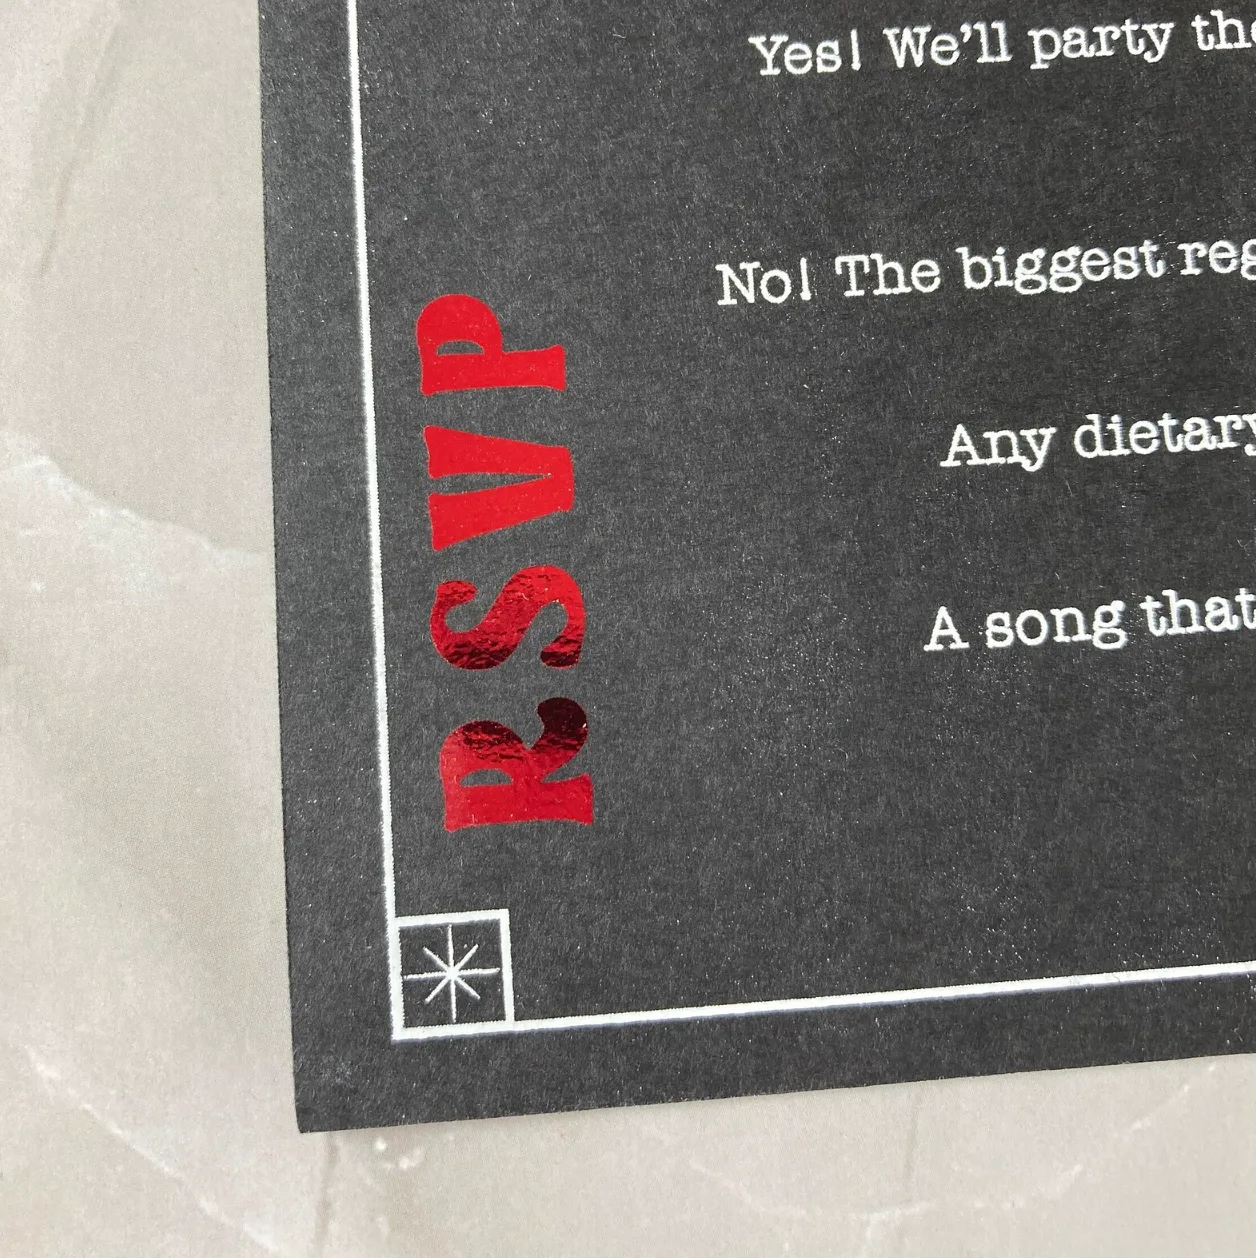 Yes! We'll party
No! The biggest
RSVP
Any dietary
A song that